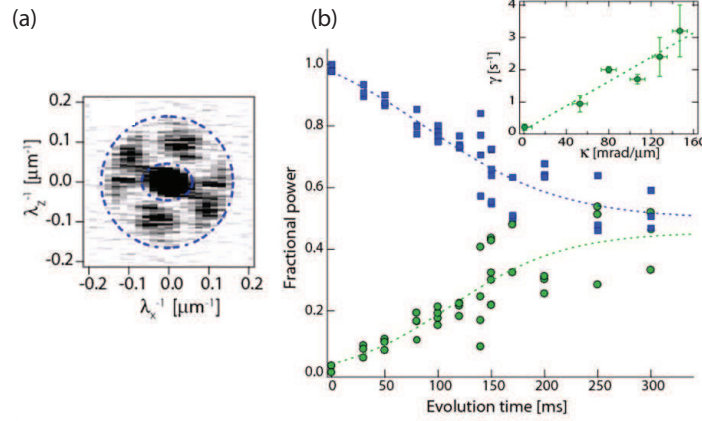 (a)
(b)
0.2
0.1
0.0
-0.1
-0.2
λz⁻¹ [μm⁻¹]
-0.2 -0.1 0.0 0.1 0.2
λx⁻¹ [μm⁻¹]
1.0
0.8
0.6
0.4
0.2
0.0
Fractional power
0 50 100 150 200 250 300
Evolution time [ms]
4
3
2
1
0
γ [s⁻¹]
0 40 80 120 160
κ [mrad/μm]